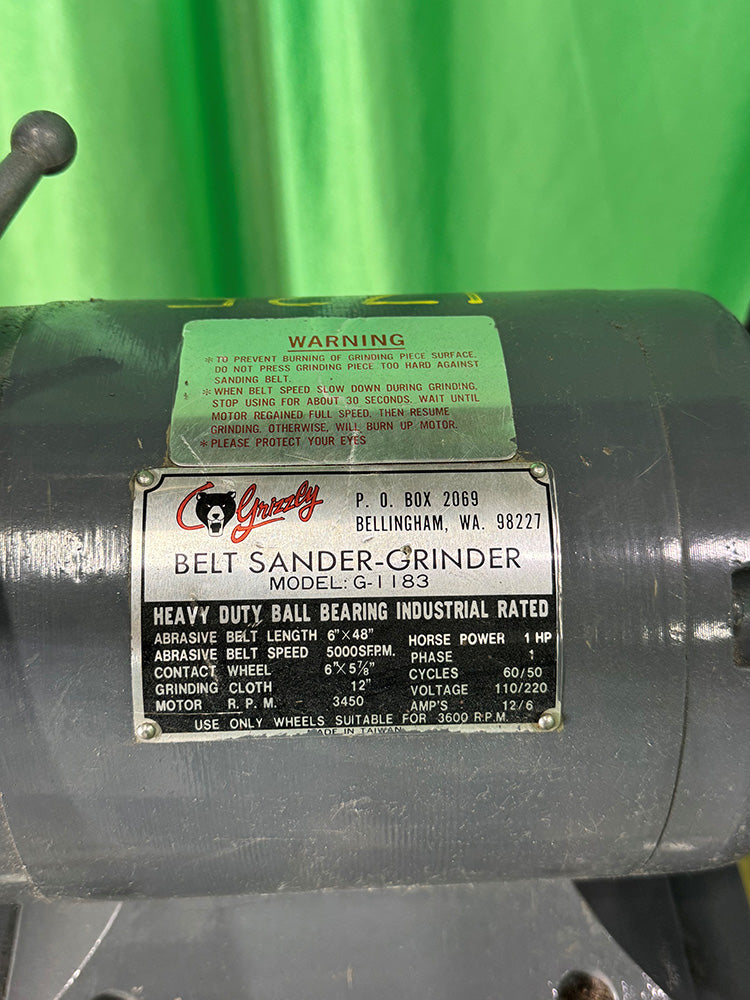 WARNING
* TO PREVENT BURNING OF GRINDING PIECE SURFACE,
DO NOT PRESS GRINDING PIECE TOO HARD AGAINST
SANDING BELT.
* WHEN BELT SPEED SLOW DOWN DURING GRINDING,
STOP USING FOR ABOUT 30 SECONDS. WAIT UNTIL
MOTOR REGAINED FULL SPEED, THEN RESUME
GRINDING. OTHERWISE, WILL BURN UP MOTOR.
* PLEASE PROTECT YOUR EYES
Grizzly
P. O. BOX 2069
BELLINGHAM, WA. 98227
BELT SANDER-GRINDER
MODEL: G-1183
HEAVY DUTY BALL BEARING INDUSTRIAL RATED
ABRASIVE BELT LENGTH 6"×48"
ABRASIVE BELT SPEED 5000SF.P.M.
CONTACT WHEEL 6"×5⅞"
GRINDING CLOTH 12"
MOTOR R. P. M. 3450
HORSE POWER 1 HP
PHASE 1
CYCLES 60/50
VOLTAGE 110/220
AMP'S 12/6
USE ONLY WHEELS SUITABLE FOR 3600 R.P.M.
MADE IN TAIWAN